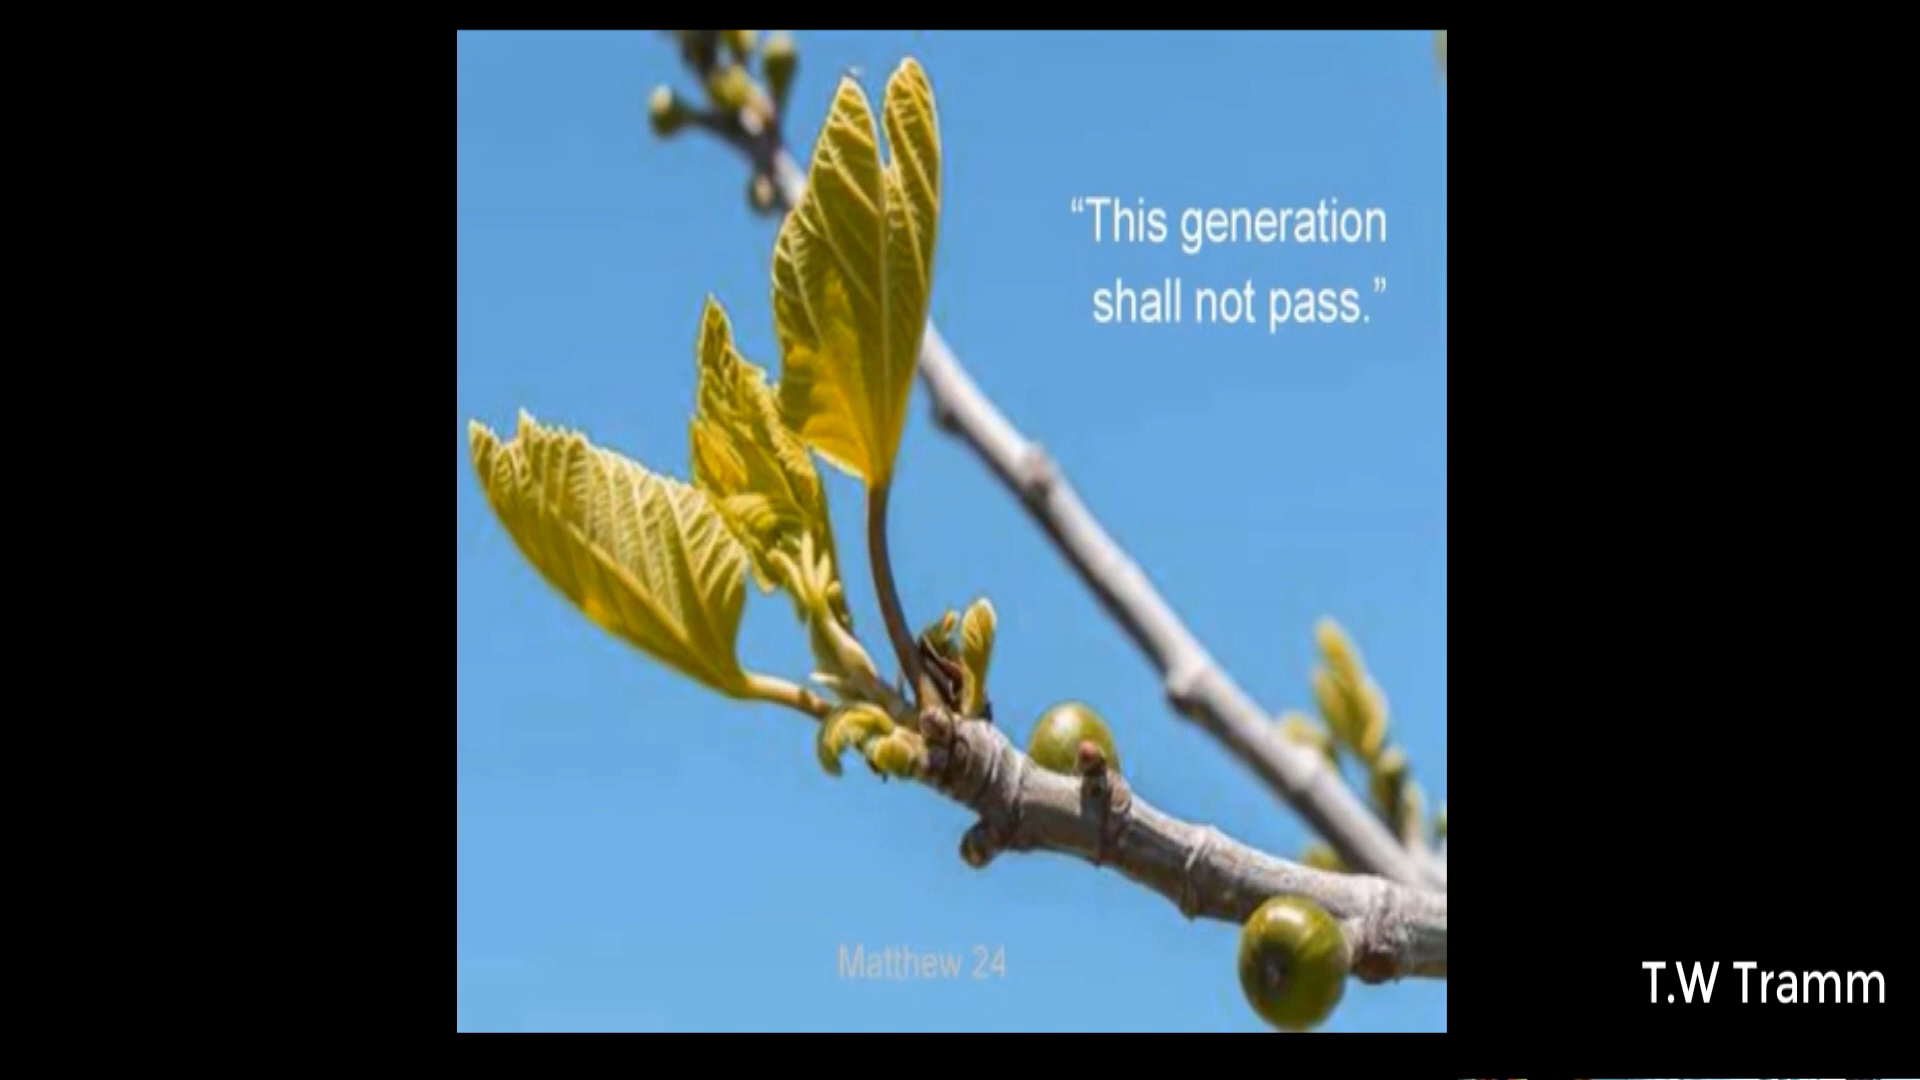 “This generation
shall not pass.”
Matthew 24
T.W Tramm